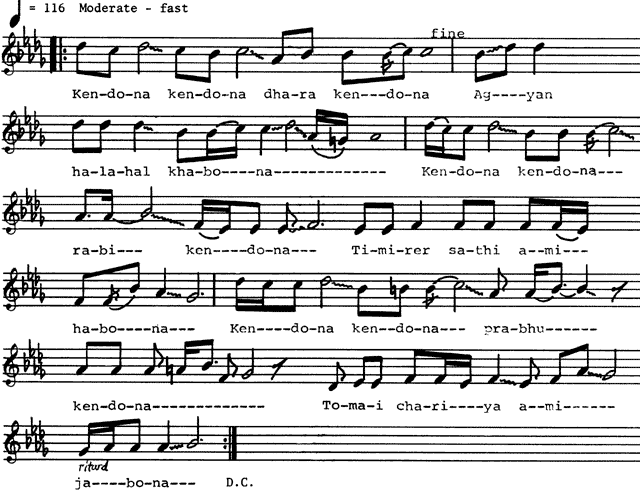 = 116 Moderate - fast
fine
Ken-do-na ken-do-na dha-ra ken---do-na Ag----yan
ha-la-hal kha-bo----na-------------- Ken-do-na ken-do-na---
ra-bi--- ken----do-na--- Ti-mi-rer sa-thi a--mi---
ha-bo----na--- Ken----do-na ken-do-na--- pra-bhu-------
ken-do-na-------------- To-ma-i cha-ri----ya a--mi------
riturd
ja----bo-na--- D.C.